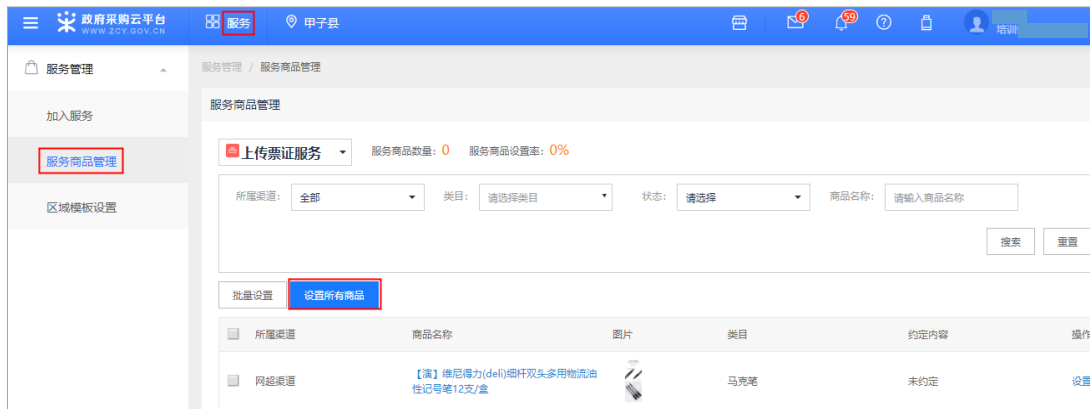 政府采购云平台
WWW.ZCY.GOV.CN
服务
甲子县
6
59
培训
服务管理
加入服务
服务商品管理
区域模板设置
服务管理 / 服务商品管理
服务商品管理
上传票证服务 服务商品数量: 0 服务商品设置率: 0%
所属渠道: 全部 类目: 请选择类目 状态: 请选择 商品名称: 请输入商品名称
搜索 重置
批量设置 设置所有商品
所属渠道 商品名称 图片 类目 约定内容 操作
网超渠道 【演】维尼得力(deli)细杆双头多用物流油
性记号笔12支/盒 马克笔 未约定 设置